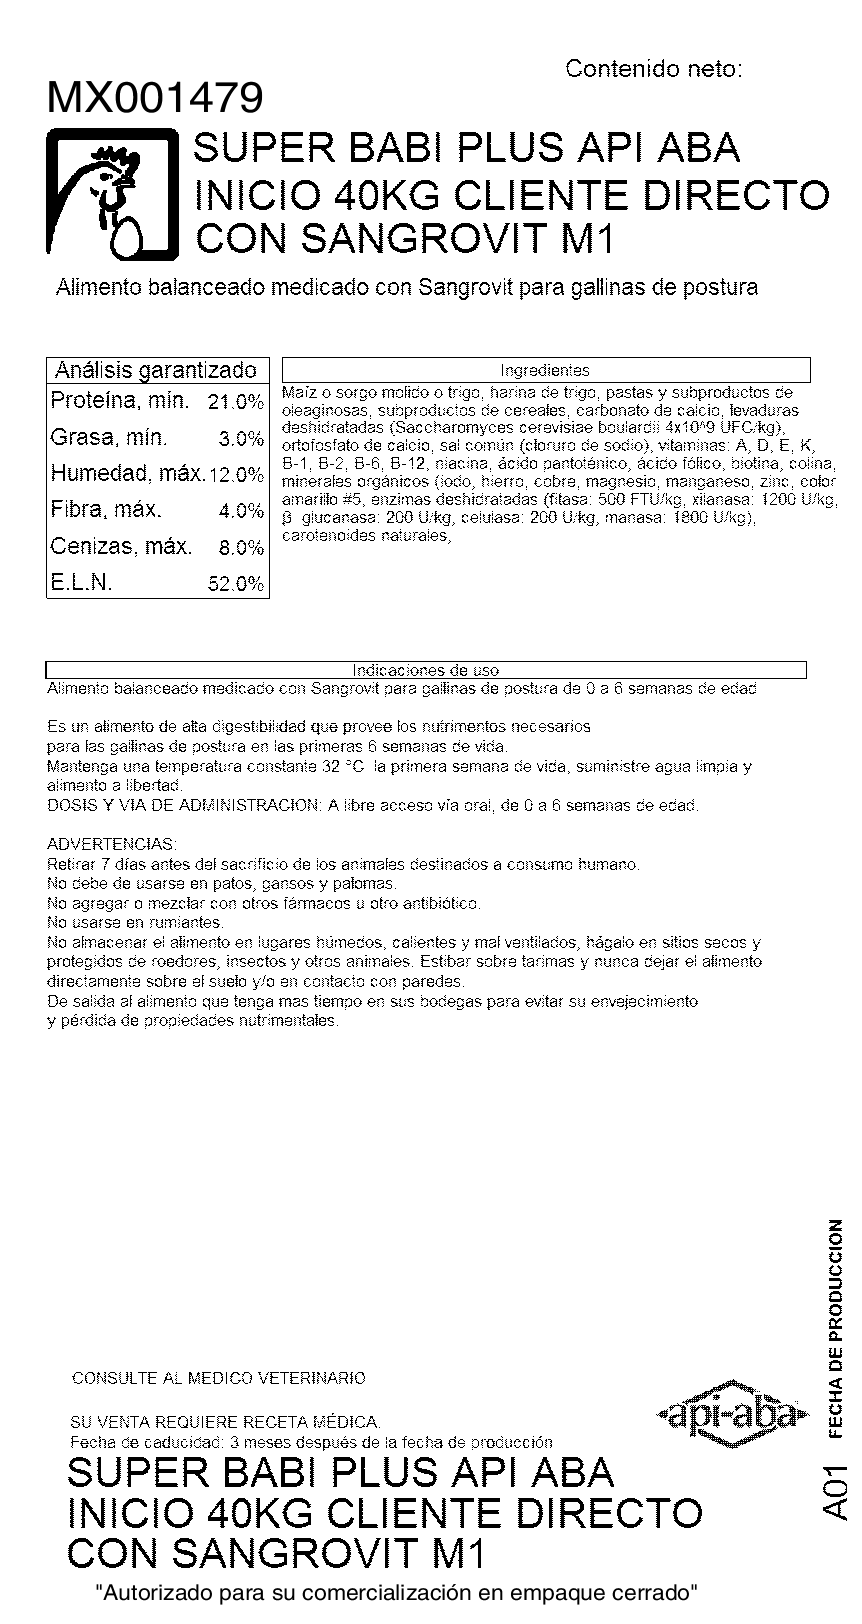 Contenido neto:
MX001479
SUPER BABI PLUS API ABA
INICIO 40KG CLIENTE DIRECTO
CON SANGROVIT M1
Alimento balanceado medicado con Sangrovit para gallinas de postura
Análisis garantizado
Proteína, mín. 21.0%
Grasa, mín. 3.0%
Humedad, máx. 12.0%
Fibra, máx. 4.0%
Cenizas, máx. 8.0%
E.L.N. 52.0%
Ingredientes
Maíz o sorgo molido o trigo, harina de trigo, pastas y subproductos de
oleaginosas, subproductos de cereales, carbonato de calcio, levaduras
deshidratadas (Saccharomyces cerevisiae boulardii 4x10^9 UFC/kg),
ortofosfato de calcio, sal común (cloruro de sodio), vitaminas: A, D, E, K,
B-1, B-2, B-6, B-12, niacina, ácido pantoténico, ácido fólico, biotina, colina,
minerales orgánicos (iodo, hierro, cobre, magnesio, manganeso, zinc, color
amarillo #5, enzimas deshidratadas (fitasa: 500 FTU/kg, xilanasa: 1200 U/kg,
β glucanasa: 200 U/kg, celulasa: 200 U/kg, manasa: 1800 U/kg),
carotenoides naturales,
Indicaciones de uso
Alimento balanceado medicado con Sangrovit para gallinas de postura de 0 a 6 semanas de edad
Es un alimento de alta digestibilidad que provee los nutrimentos necesarios
para las gallinas de postura en las primeras 6 semanas de vida.
Mantenga una temperatura constante 32 °C la primera semana de vida, suministre agua limpia y
alimento a libertad.
DOSIS Y VIA DE ADMINISTRACION: A libre acceso vía oral, de 0 a 6 semanas de edad.
ADVERTENCIAS:
Retirar 7 días antes del sacrificio de los animales destinados a consumo humano.
No debe de usarse en patos, gansos y palomas.
No agregar o mezclar con otros fármacos u otro antibiótico.
No usarse en rumiantes.
No almacenar el alimento en lugares húmedos, calientes y mal ventilados, hágalo en sitios secos y
protegidos de roedores, insectos y otros animales. Estibar sobre tarimas y nunca dejar el alimento
directamente sobre el suelo y/o en contacto con paredes.
De salida al alimento que tenga mas tiempo en sus bodegas para evitar su envejecimiento
y pérdida de propiedades nutrimentales.
FECHA DE PRODUCCION
A01
CONSULTE AL MEDICO VETERINARIO
api-aba
SU VENTA REQUIERE RECETA MÉDICA.
Fecha de caducidad: 3 meses después de la fecha de producción
SUPER BABI PLUS API ABA
INICIO 40KG CLIENTE DIRECTO
CON SANGROVIT M1
"Autorizado para su comercialización en empaque cerrado"